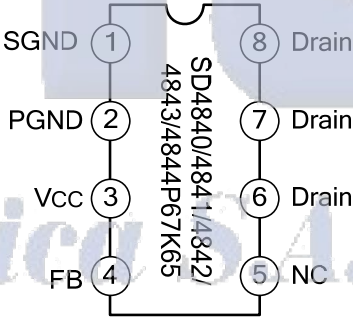 SGND 1 8 Drain
PGND 2 7 Drain
VCC 3 6 Drain
FB 4 5 NC
SD4840/4841/4842/
4843/4844P67K65